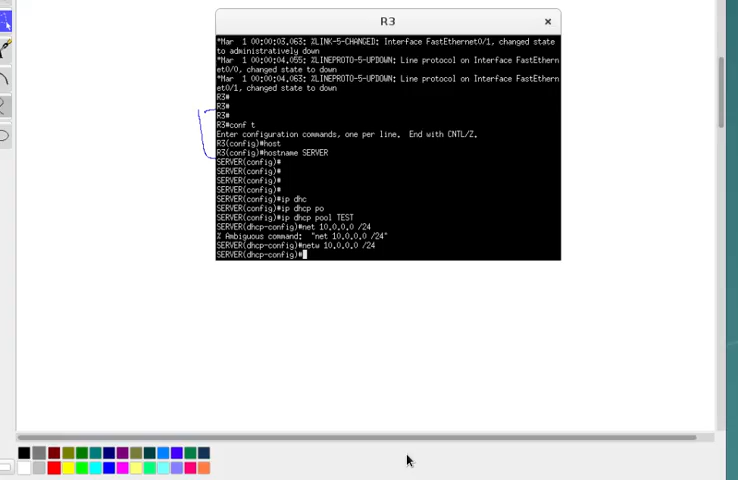 R3
*Mar  1 00:00:03.063: %LINK-5-CHANGED: Interface FastEthernet0/1, changed state
to administratively down
*Mar  1 00:00:04.055: %LINEPROTO-5-UPDOWN: Line protocol on Interface FastEthern
et0/0, changed state to down
*Mar  1 00:00:04.063: %LINEPROTO-5-UPDOWN: Line protocol on Interface FastEthern
et0/1, changed state to down
R3#
R3#
R3#
R3#conf t
Enter configuration commands, one per line.  End with CNTL/Z.
R3(config)#host
R3(config)#hostname SERVER
SERVER(config)#
SERVER(config)#
SERVER(config)#
SERVER(config)#
SERVER(config)#ip dhc
SERVER(config)#ip dhcp po
SERVER(config)#ip dhcp pool TEST
SERVER(dhcp-config)#net 10.0.0.0 /24
% Ambiguous command:  "net 10.0.0.0 /24"
SERVER(dhcp-config)#netw 10.0.0.0 /24
SERVER(dhcp-config)#